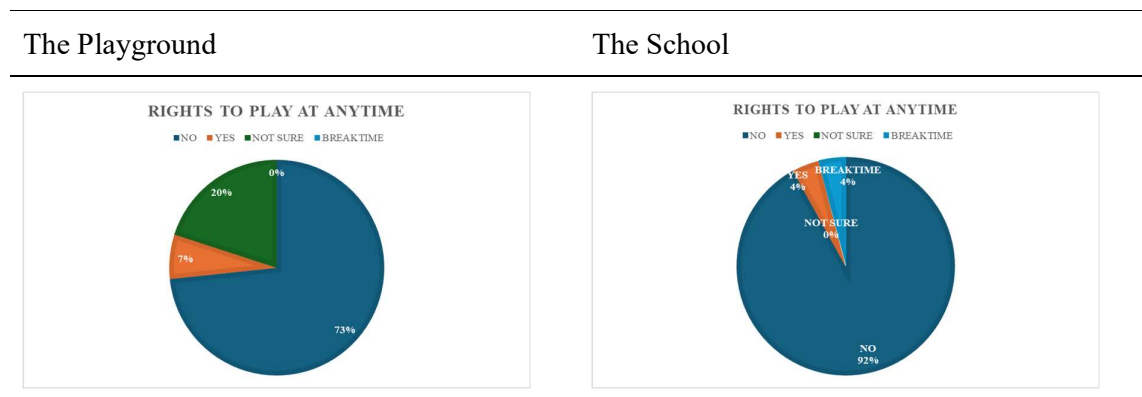 The Playground
The School
RIGHTS TO PLAY AT ANYTIME
NO YES NOT SURE BREAKTIME
0%
20%
7%
73%
RIGHTS TO PLAY AT ANYTIME
NO YES NOT SURE BREAKTIME
YES
4%
BREAKTIME
4%
NOT SURE
0%
NO
92%